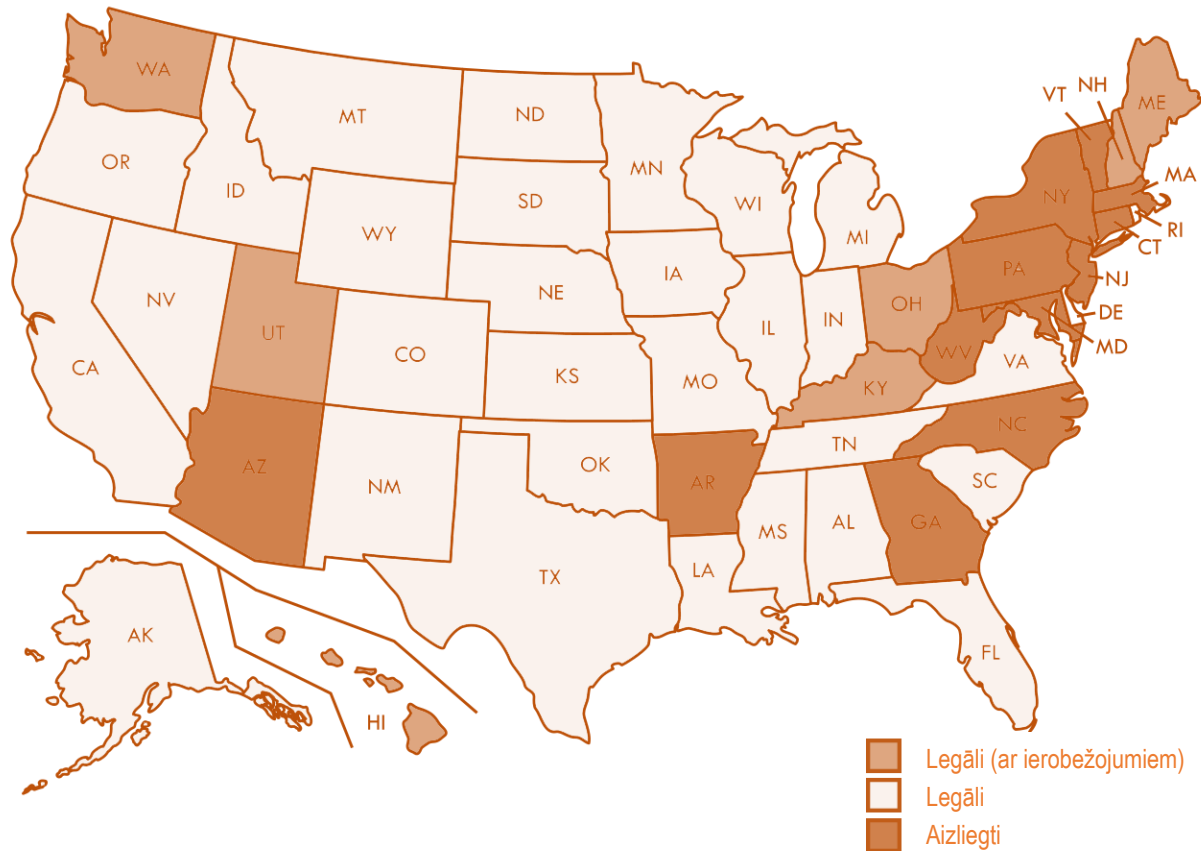 WA
MT
ND
MN
VT
NH
ME
OR
ID
SD
WI
MI
NY
MA
RI
CT
WY
IA
PA
NJ
NE
NV
UT
CO
IL
IN
OH
DE
MD
CA
KS
MO
WV
VA
KY
AZ
NM
OK
AR
TN
NC
SC
MS
AL
GA
TX
LA
AK
FL
HI
Legāli (ar ierobežojumiem)
Legāli
Aizliegti